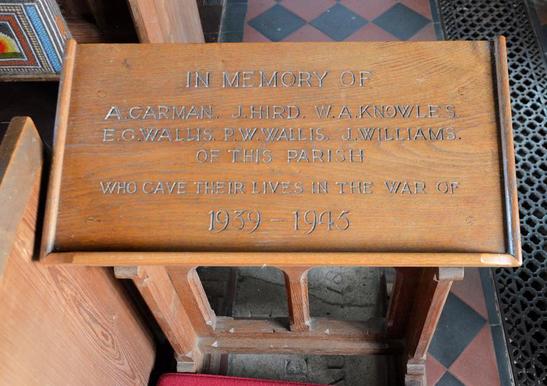 IN MEMORY OF
A. CARMAN. J. HIRD. W. A. KNOWLES.
E. G. WALLIS. P. W. WALLIS. J. WILLIAMS.
OF THIS PARISH
WHO GAVE THEIR LIVES IN THE WAR OF
1939 - 1945